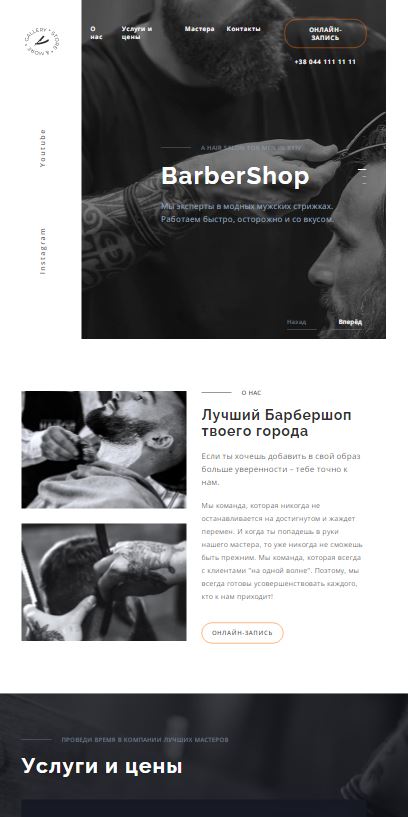 GALLERY * STORE * & MORE *
О нас
Услуги и цены
Мастера
Контакты
ОНЛАЙН-ЗАПИСЬ
+38 044 111 11 11
Youtube
Instagram
A HAIR SALON FOR MEN IN KYIV
BarberShop
Мы эксперты в модных мужских стрижках.
Работаем быстро, осторожно и со вкусом.
Назад
Вперёд
О НАС
Лучший Барбершоп
твоего города
Если ты хочешь добавить в свой образ
больше уверенности – тебе точно к
нам.
Мы команда, которая никогда не
останавливается на достигнутом и жаждет
перемен. И когда ты попадешь в руки
нашего мастера, то уже никогда не сможешь
быть прежним. Мы команда, которая всегда
с клиентами "на одной волне". Поэтому, мы
всегда готовы усовершенствовать каждого,
кто к нам приходит!
ОНЛАЙН-ЗАПИСЬ
ПРОВЕДИ ВРЕМЯ В КОМПАНИИ ЛУЧШИХ МАСТЕРОВ
Услуги и цены